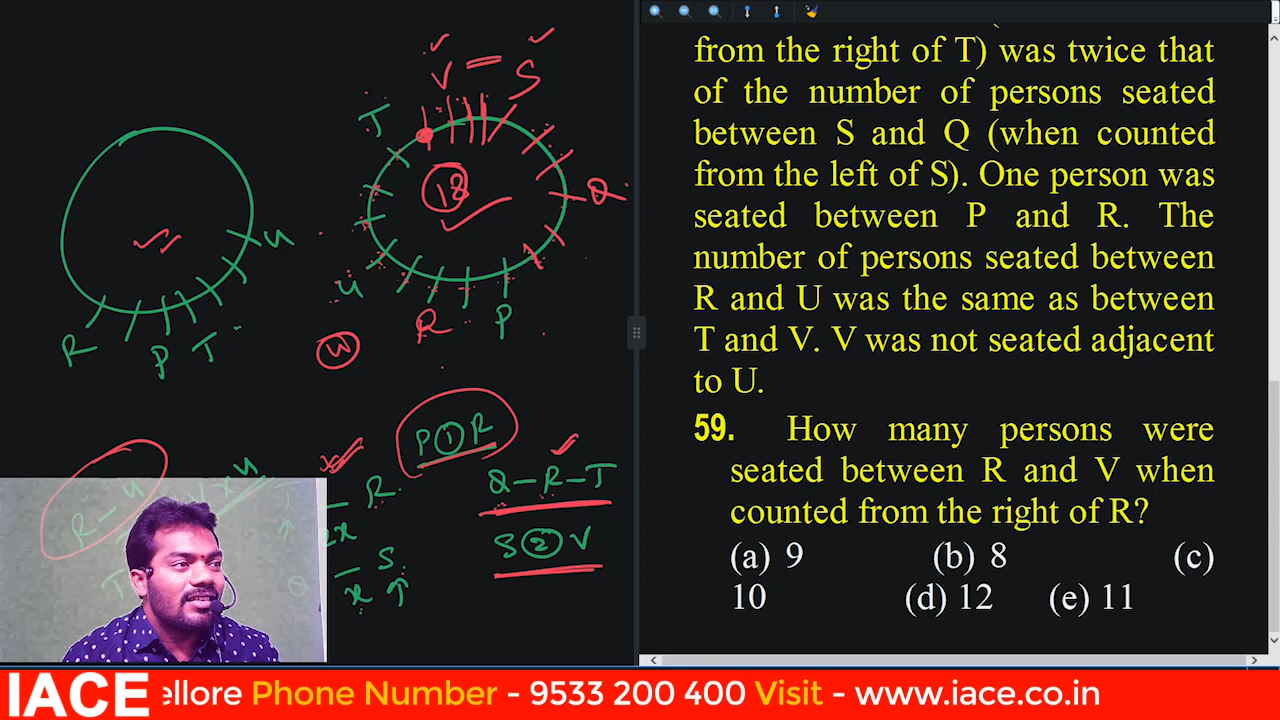 V = S
T
18
Q
U
U
R P T
W
R
P
P 1 R
R - U
U
2x R
Q - R - T
x S
S 2 V
from the right of T) was twice that
of the number of persons seated
between S and Q (when counted
from the left of S). One person was
seated between P and R. The
number of persons seated between
R and U was the same as between
T and V. V was not seated adjacent
to U.
59. How many persons were
seated between R and V when
counted from the right of R?
(a) 9 (b) 8 (c)
10 (d) 12 (e) 11
IACE ellore Phone Number - 9533 200 400 Visit - www.iace.co.in